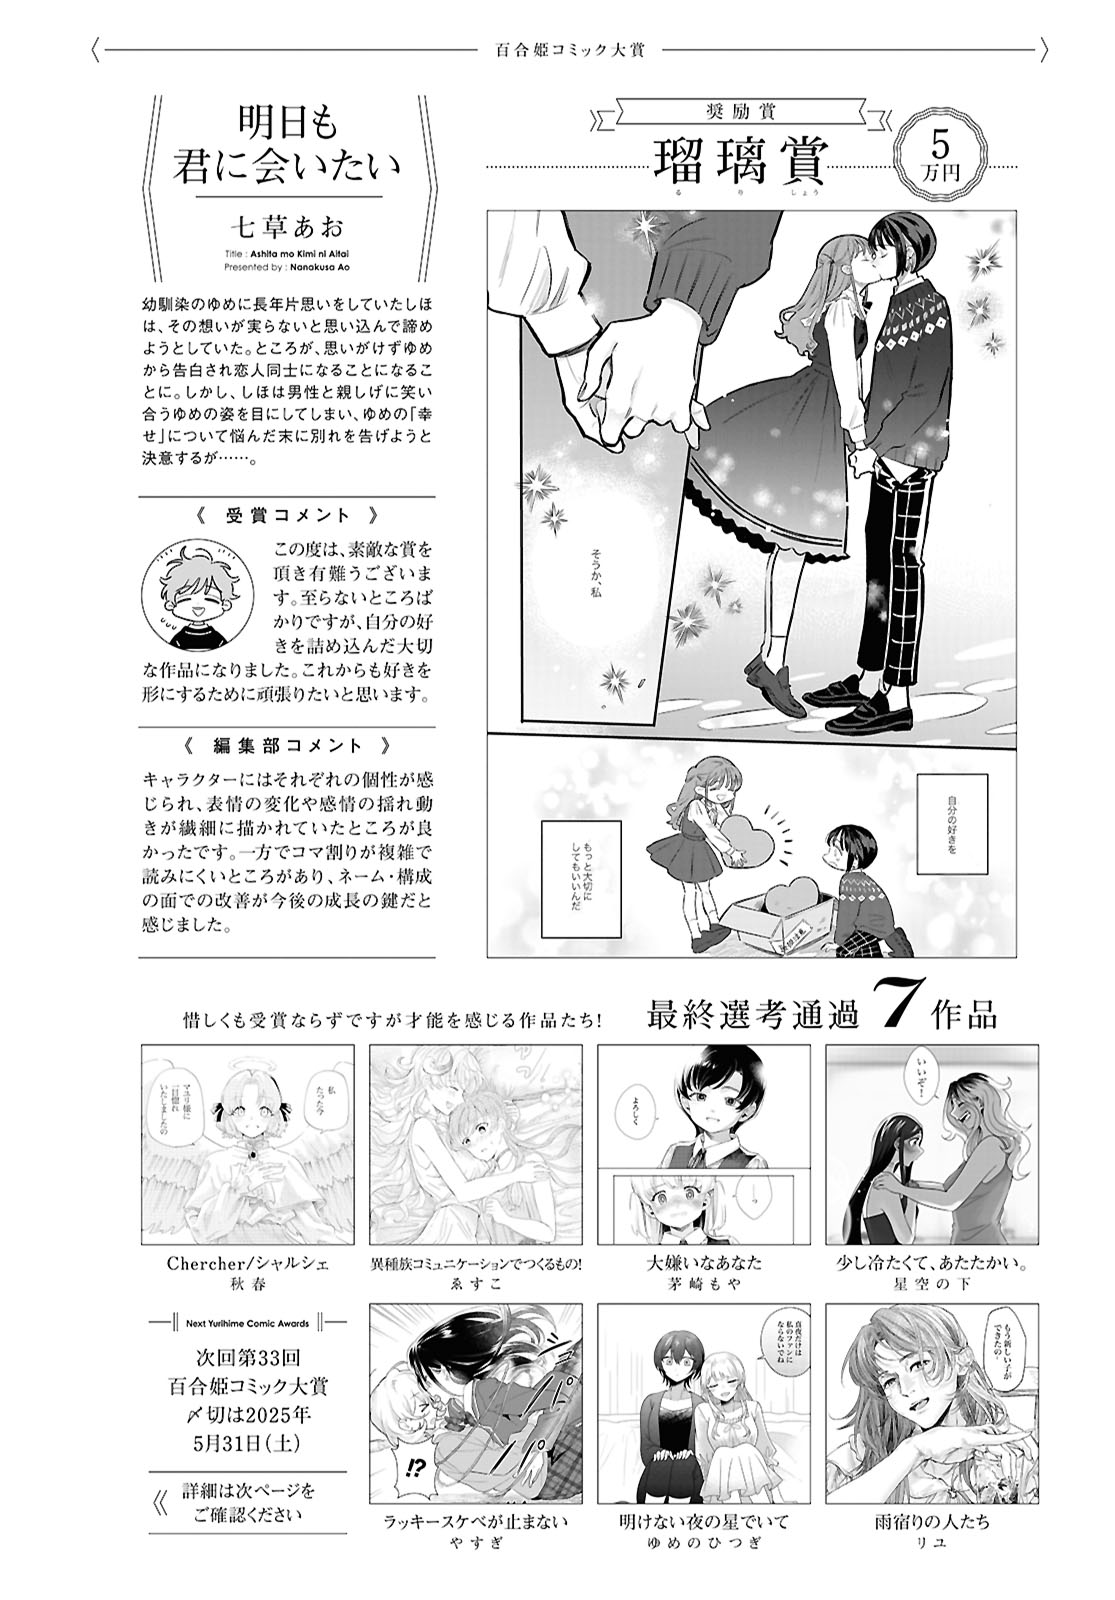 百合姫コミック大賞
明日も
君に会いたい
七草あお
Title : Ashita mo Kimi ni Aitai
Presented by : Nanakusa Ao
幼馴染のゆめに長年片思いをしていたしほ
は、その想いが実らないと思い込んで諦め
ようとしていた。ところが、思いがけずゆめ
から告白され恋人同士になることになるこ
とに。しかし、しほは男性と親しげに笑い
合うゆめの姿を目にしてしまい、ゆめの「幸
せ」について悩んだ末に別れを告げようと
決意するが……。
《 受賞コメント 》
この度は、素敵な賞を
頂き有難うございま
す。至らないところば
かりですが、自分の好
きを詰め込んだ大切
な作品になりました。これからも好きを
形にするために頑張りたいと思います。
《 編集部コメント 》
キャラクターにはそれぞれの個性が感
じられ、表情の変化や感情の揺れ動
きが繊細に描かれていたところが良
かったです。一方でコマ割りが複雑で
読みにくいところがあり、ネーム・構成
の面での改善が今後の成長の鍵だと
感じました。
奨励賞
瑠璃賞
るりしょう
5
万円
そうか、私
自分の好きを
もっと大切に
してもいいんだ
惜しくも受賞ならずですが才能を感じる作品たち!
最終選考通過7作品
私
たった今
マユリ様に
一目惚れ
いたしましたの
Chercher/シャルシェ
秋春
異種族コミュニケーションでつくるもの!
ゑすこ
よろしく
…っ
大嫌いなあなた
茅崎もや
いいぞ!
少し冷たくて、あたたかい。
星空の下
Next Yurihime Comic Awards
次回第33回
百合姫コミック大賞
〆切は2025年
5月31日(土)
《 詳細は次ページを
ご確認ください
!?
ラッキースケベが止まない
やすぎ
真夜だけは
私のファンに
ならないでね
明けない夜の星でいて
ゆめのひつぎ
もう新しい子が
できたの?
雨宿りの人たち
リユ